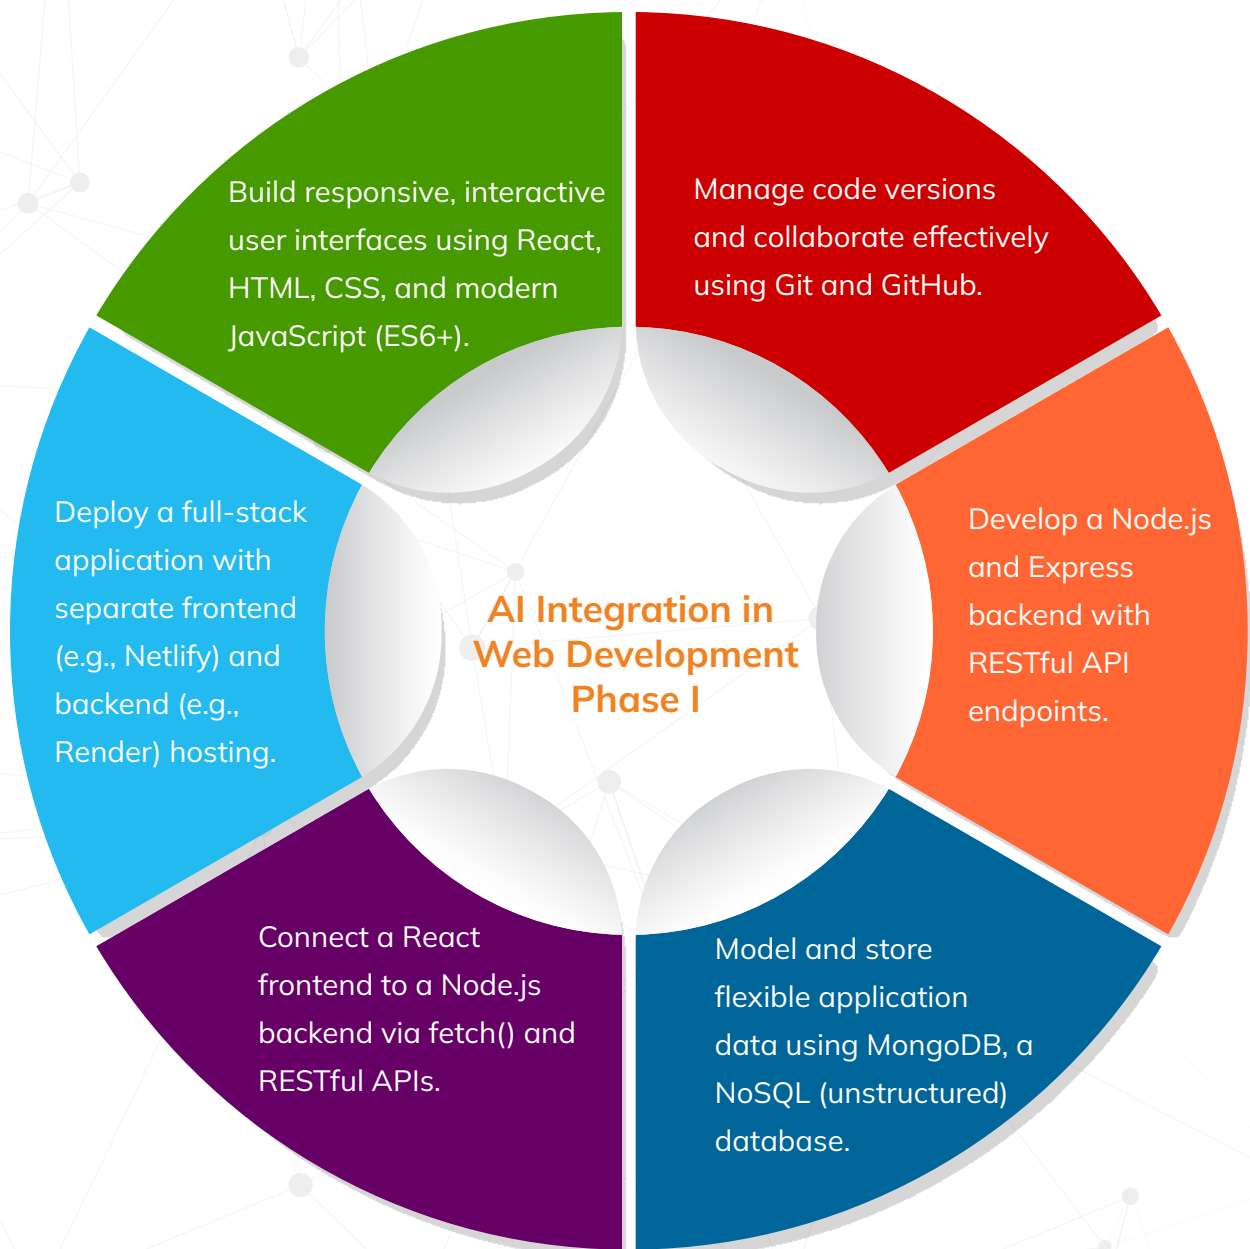 Build responsive, interactive
user interfaces using React,
HTML, CSS, and modern
JavaScript (ES6+).
Manage code versions
and collaborate effectively
using Git and GitHub.
Deploy a full-stack
application with
separate frontend
(e.g., Netlify) and
backend (e.g.,
Render) hosting.
AI Integration in
Web Development
Phase I
Develop a Node.js
and Express
backend with
RESTful API
endpoints.
Connect a React
frontend to a Node.js
backend via fetch() and
RESTful APIs.
Model and store
flexible application
data using MongoDB, a
NoSQL (unstructured)
database.